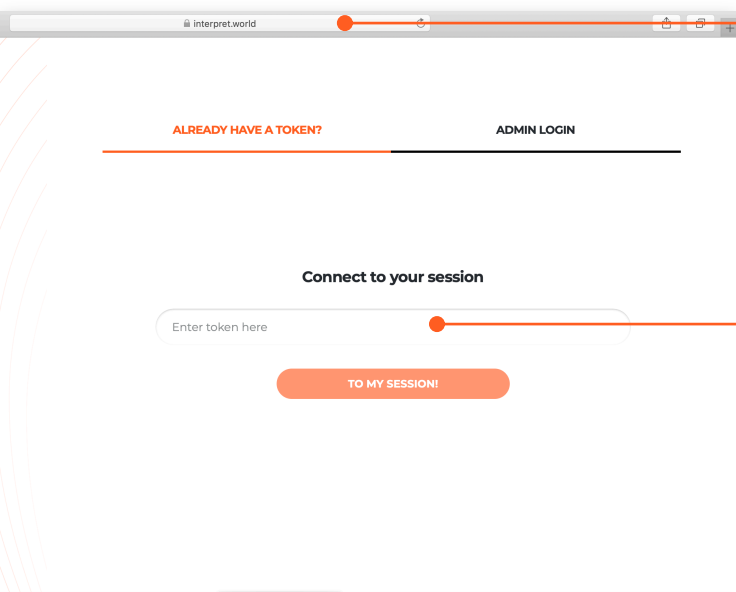 interpret.world
ALREADY HAVE A TOKEN?
ADMIN LOGIN
Connect to your session
Enter token here
TO MY SESSION!